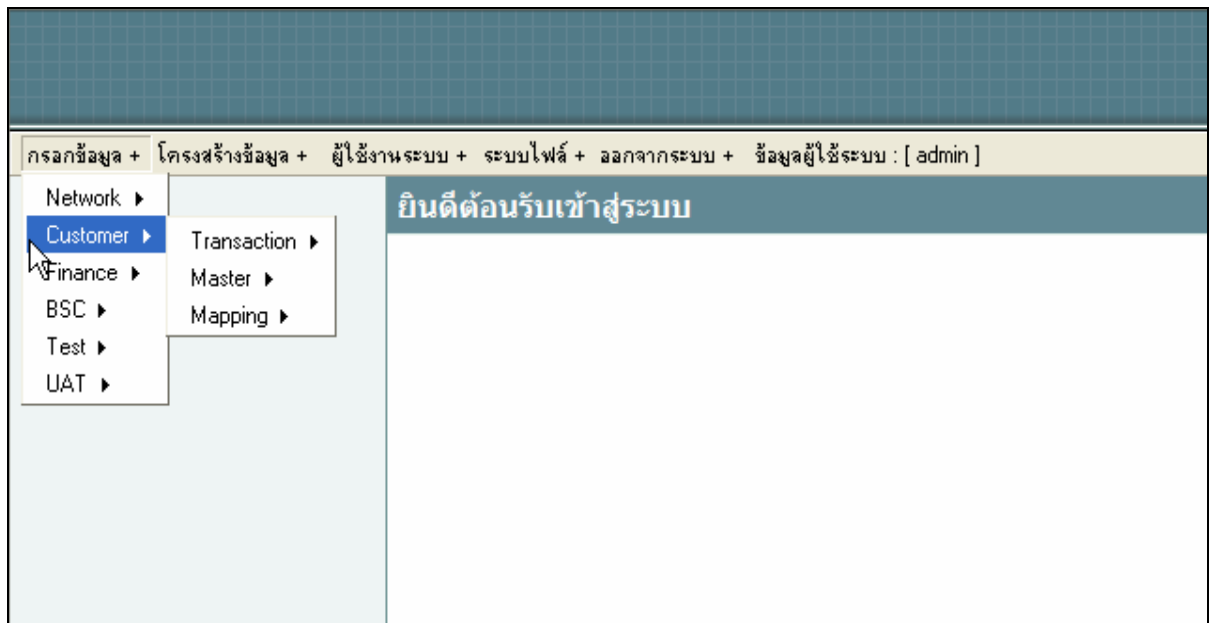 กรอกข้อมูล + โครงสร้างข้อมูล + ผู้ใช้งานระบบ + ระบบไฟล์ + ออกจากระบบ + ข้อมูลผู้ใช้ระบบ : [ admin ]
ยินดีต้อนรับเข้าสู่ระบบ
Network
Customer
Finance
BSC
Test
UAT
Transaction
Master
Mapping